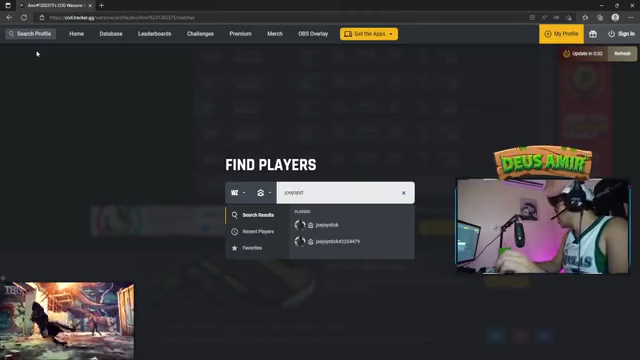 Amir#1202375's COD Warzone
https://cod.tracker.gg/warzone/profile/atvi/Amir%231202375/matches
Search Profile
Home
Database
Leaderboards
Challenges
Premium
Merch
OBS Overlay
Get the Apps
My Profile
Sign In
Update in 0:32
Refresh
FIND PLAYERS
WZ
joejoyst
Search Results
Recent Players
Favorites
PLAYERS
joejoystick
joejoystick#2254479
DEUS AMIR